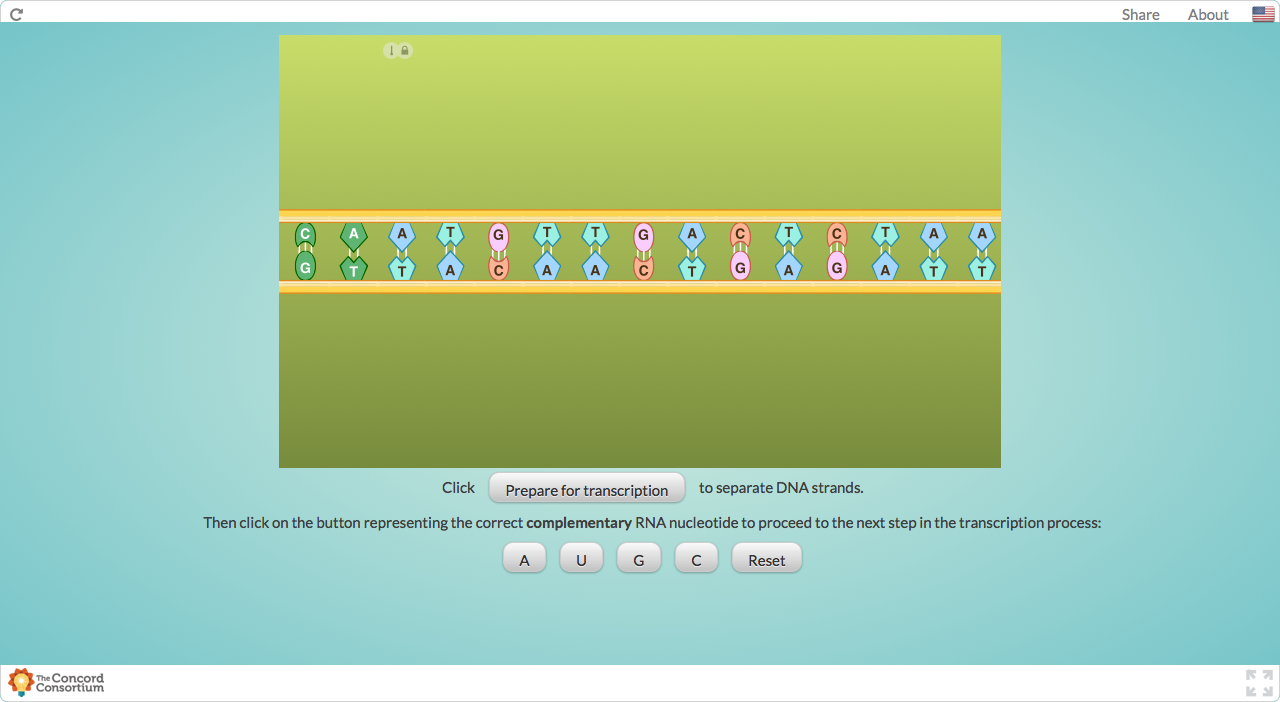 Share About
C A A T G T T G A C T C T A A
G T T A C A A C T G A G A T T
Click Prepare for transcription to separate DNA strands.
Then click on the button representing the correct complementary RNA nucleotide to proceed to the next step in the transcription process:
A U G C Reset
The Concord
Consortium